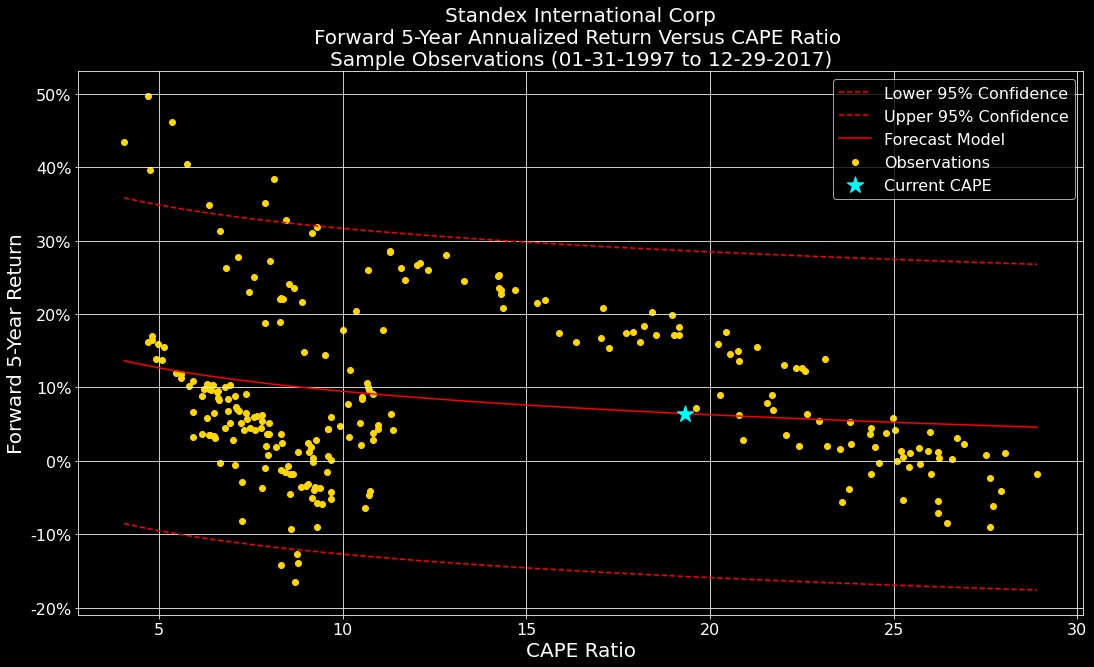 Standex International Corp
Forward 5-Year Annualized Return Versus CAPE Ratio
Sample Observations (01-31-1997 to 12-29-2017)
Lower 95% Confidence
Upper 95% Confidence
Forecast Model
Observations
Current CAPE
Forward 5-Year Return
50%
40%
30%
20%
10%
0%
-10%
-20%
5
10
15
20
25
30
CAPE Ratio